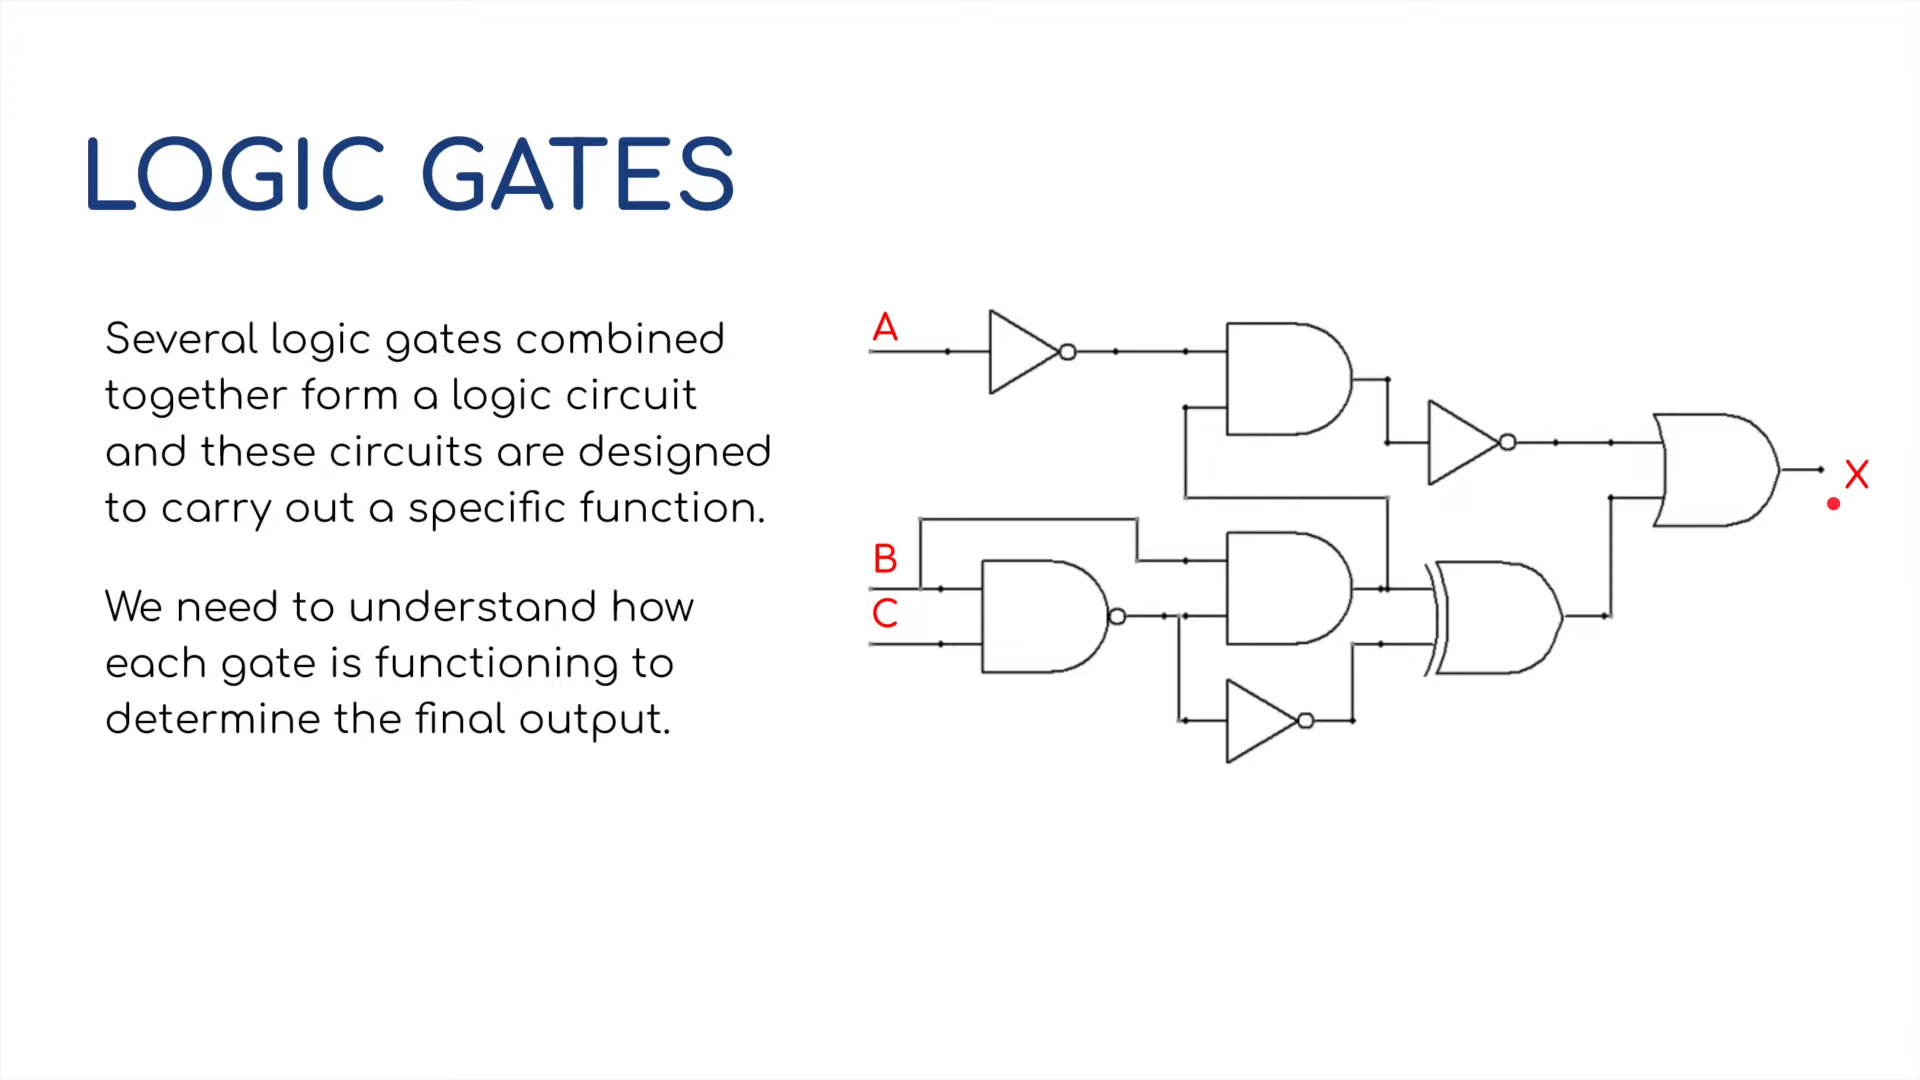 LOGIC GATES
Several logic gates combined
together form a logic circuit
and these circuits are designed
to carry out a specific function.
We need to understand how
each gate is functioning to
determine the final output.
A
B
C
X